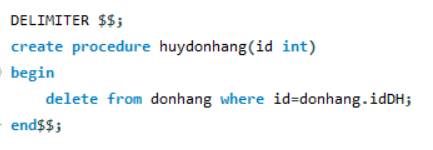 DELIMITER $$;
create procedure huydonhang(id int)
begin
delete from donhang where id=donhang.idDH;
end$$;